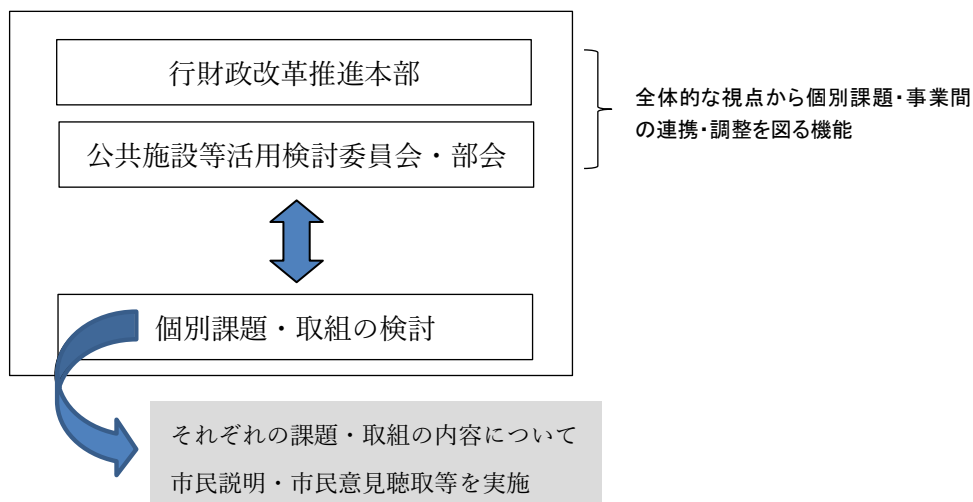 行財政改革推進本部
公共施設等活用検討委員会・部会
全体的な視点から個別課題・事業間
の連携・調整を図る機能
個別課題・取組の検討
それぞれの課題・取組の内容について
市民説明・市民意見聴取等を実施